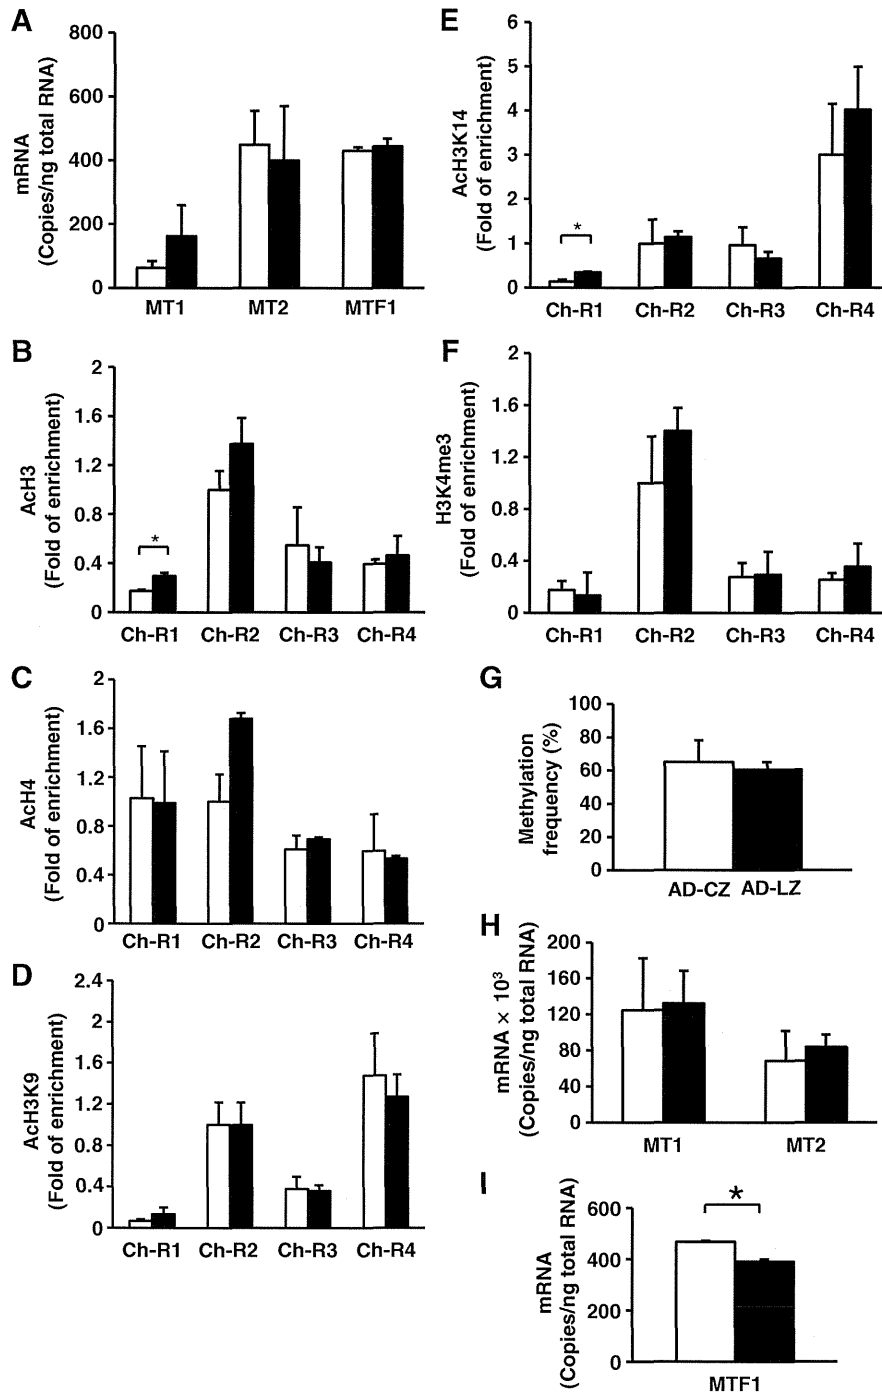 A
mRNA
(Copies/ng total RNA)
800
600
400
200
0
MT1 MT2 MTF1
B
AcH3
(Fold of enrichment)
2
1.6
1.2
0.8
0.4
0
*
Ch-R1 Ch-R2 Ch-R3 Ch-R4
C
AcH4
(Fold of enrichment)
2
1.6
1.2
0.8
0.4
0
Ch-R1 Ch-R2 Ch-R3 Ch-R4
D
AcH3K9
(Fold of enrichment)
2.4
2
1.6
1.2
0.8
0.4
0
Ch-R1 Ch-R2 Ch-R3 Ch-R4
E
AcH3K14
(Fold of enrichment)
6
5
4
3
2
1
0
*
Ch-R1 Ch-R2 Ch-R3 Ch-R4
F
H3K4me3
(Fold of enrichment)
2
1.6
1.2
0.8
0.4
0
Ch-R1 Ch-R2 Ch-R3 Ch-R4
G
Methylation
frequency (%)
100
80
60
40
20
0
AD-CZ AD-LZ
H
mRNA × 10³
(Copies/ng total RNA)
200
160
120
80
40
0
MT1 MT2
I
mRNA
(Copies/ng total RNA)
600
400
200
0
*
MTF1